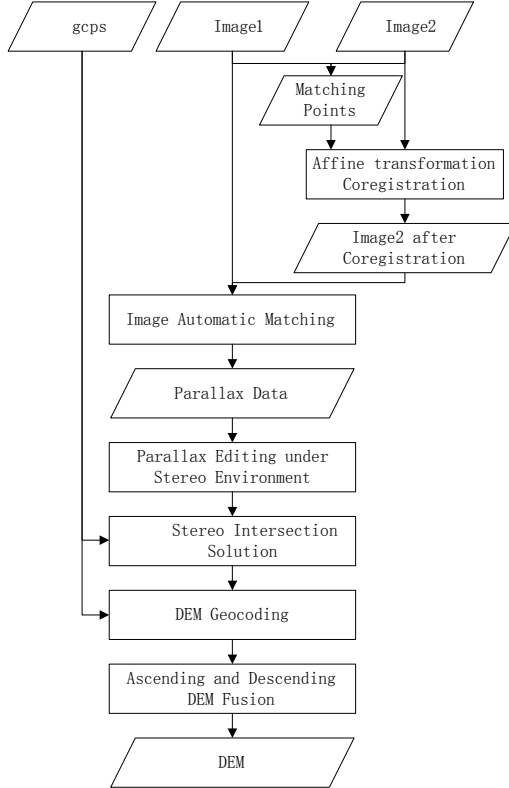 gcps
Image1
Image2
Matching
Points
Affine transformation
Coregistration
Image2 after
Coregistration
Image Automatic Matching
Parallax Data
Parallax Editing under
Stereo Environment
Stereo Intersection
Solution
DEM Geocoding
Ascending and Descending
DEM Fusion
DEM